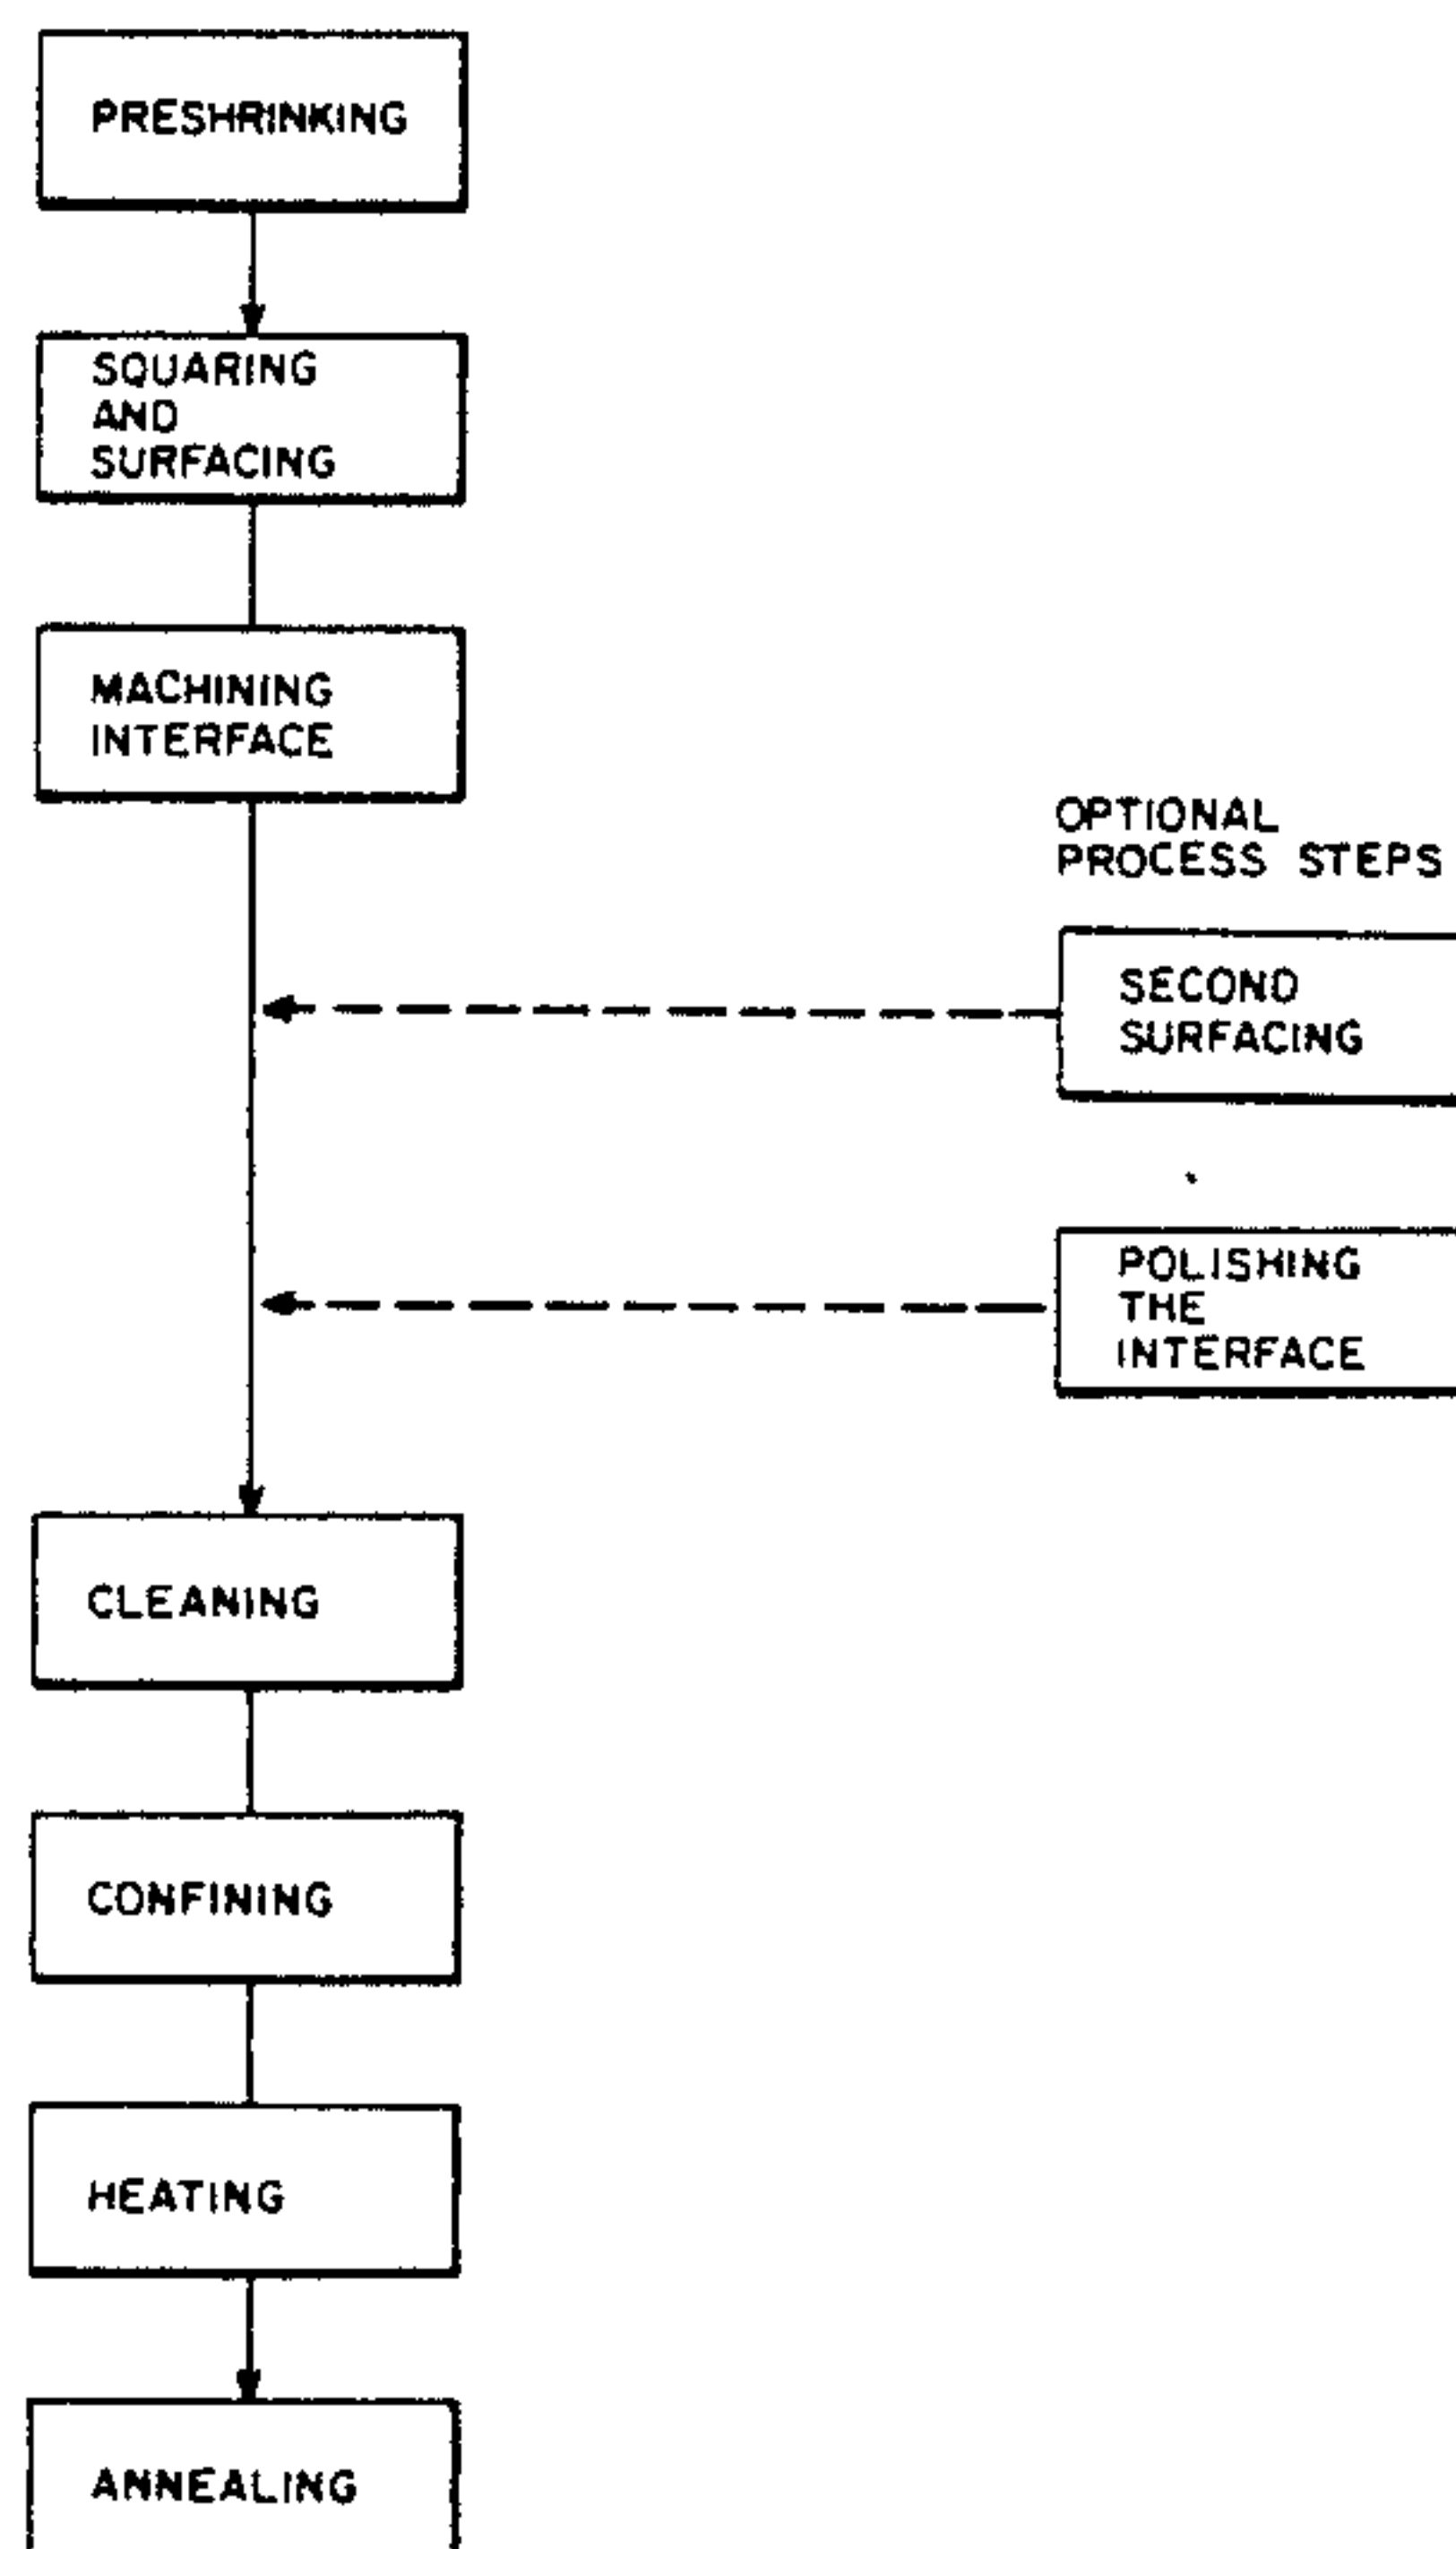 PRESHRINKING
SQUARING
AND
SURFACING
MACHINING
INTERFACE
OPTIONAL
PROCESS STEPS
SECOND
SURFACING
POLISHING
THE
INTERFACE
CLEANING
CONFINING
HEATING
ANNEALING